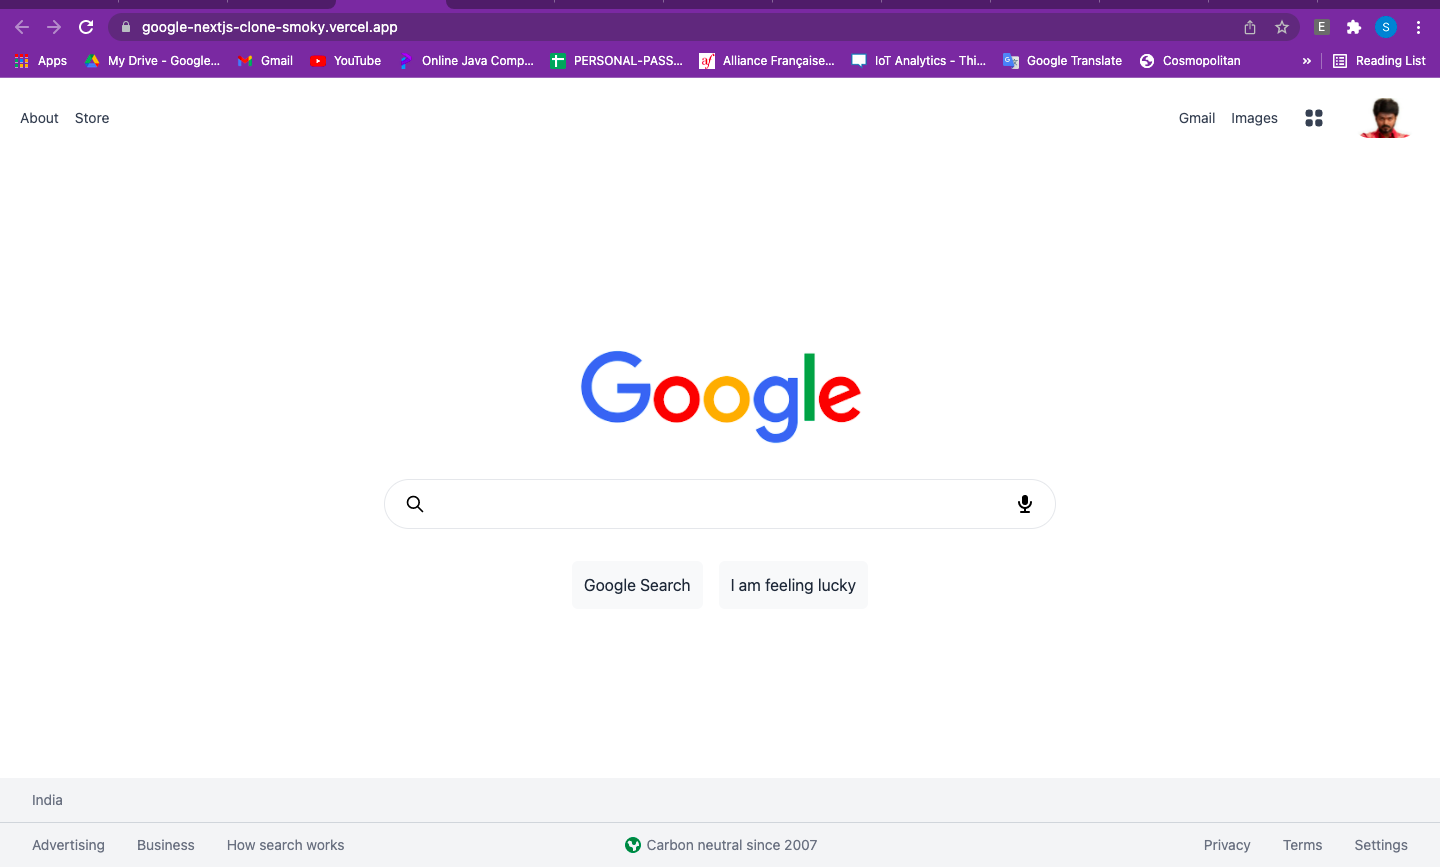 google-nextjs-clone-smoky.vercel.app
E
S
Apps My Drive - Google... Gmail YouTube Online Java Comp... PERSONAL-PASS... af Alliance Française... IoT Analytics - Thi... Google Translate Cosmopolitan » Reading List
About Store Gmail Images
Google
Google Search I am feeling lucky
India
Advertising Business How search works Carbon neutral since 2007 Privacy Terms Settings